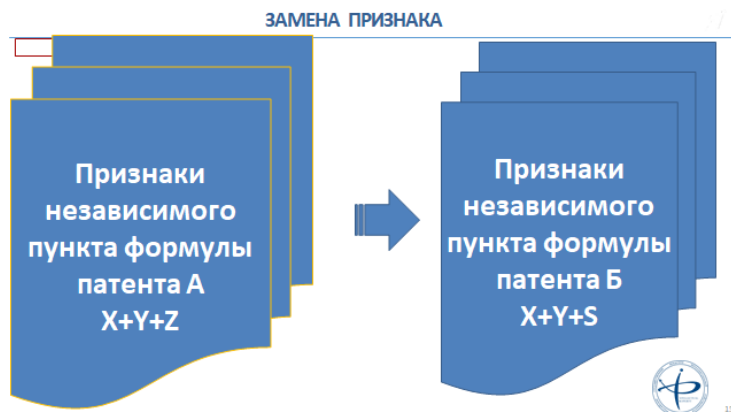 ЗАМЕНА ПРИЗНАКА
Признаки
независимого
пункта формулы
патента А
X+Y+Z
Признаки
независимого
пункта формулы
патента Б
X+Y+S